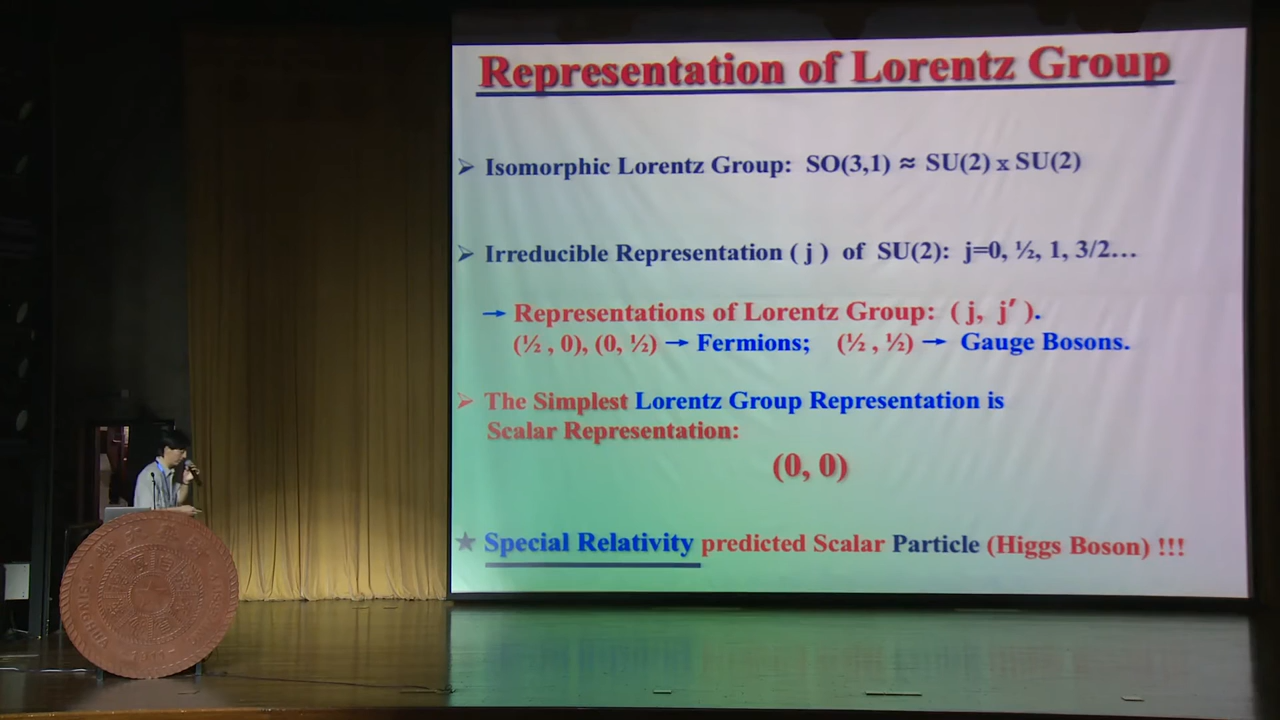 Representation of Lorentz Group
➢ Isomorphic Lorentz Group: SO(3,1) ≈ SU(2) x SU(2)
➢ Irreducible Representation ( j ) of SU(2): j=0, ½, 1, 3/2…
→ Representations of Lorentz Group: ( j, j′ ).
(½ , 0), (0, ½) → Fermions; (½ , ½) → Gauge Bosons.
➢ The Simplest Lorentz Group Representation is
Scalar Representation:
(0, 0)
★ Special Relativity predicted Scalar Particle (Higgs Boson) !!!
1911